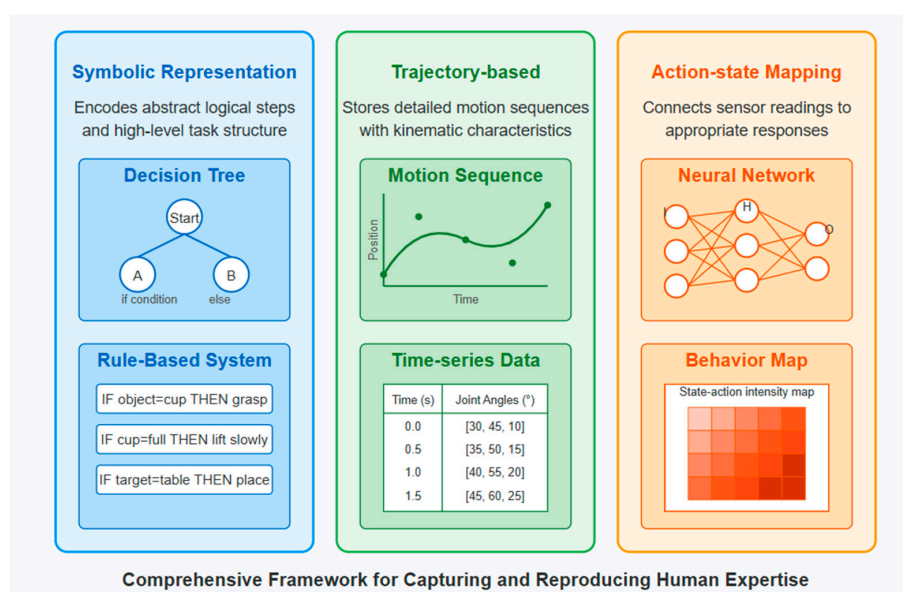 Symbolic Representation
Encodes abstract logical steps
and high-level task structure
Decision Tree
Start
A
B
if condition
else
Rule-Based System
IF object=cup THEN grasp
IF cup=full THEN lift slowly
IF target=table THEN place
Trajectory-based
Stores detailed motion sequences
with kinematic characteristics
Motion Sequence
Position
Time
Time-series Data
Time (s) Joint Angles (°)
0.0 [30, 45, 10]
0.5 [35, 50, 15]
1.0 [40, 55, 20]
1.5 [45, 60, 25]
Action-state Mapping
Connects sensor readings to
appropriate responses
Neural Network
I
H
O
Behavior Map
State-action intensity map
Comprehensive Framework for Capturing and Reproducing Human Expertise